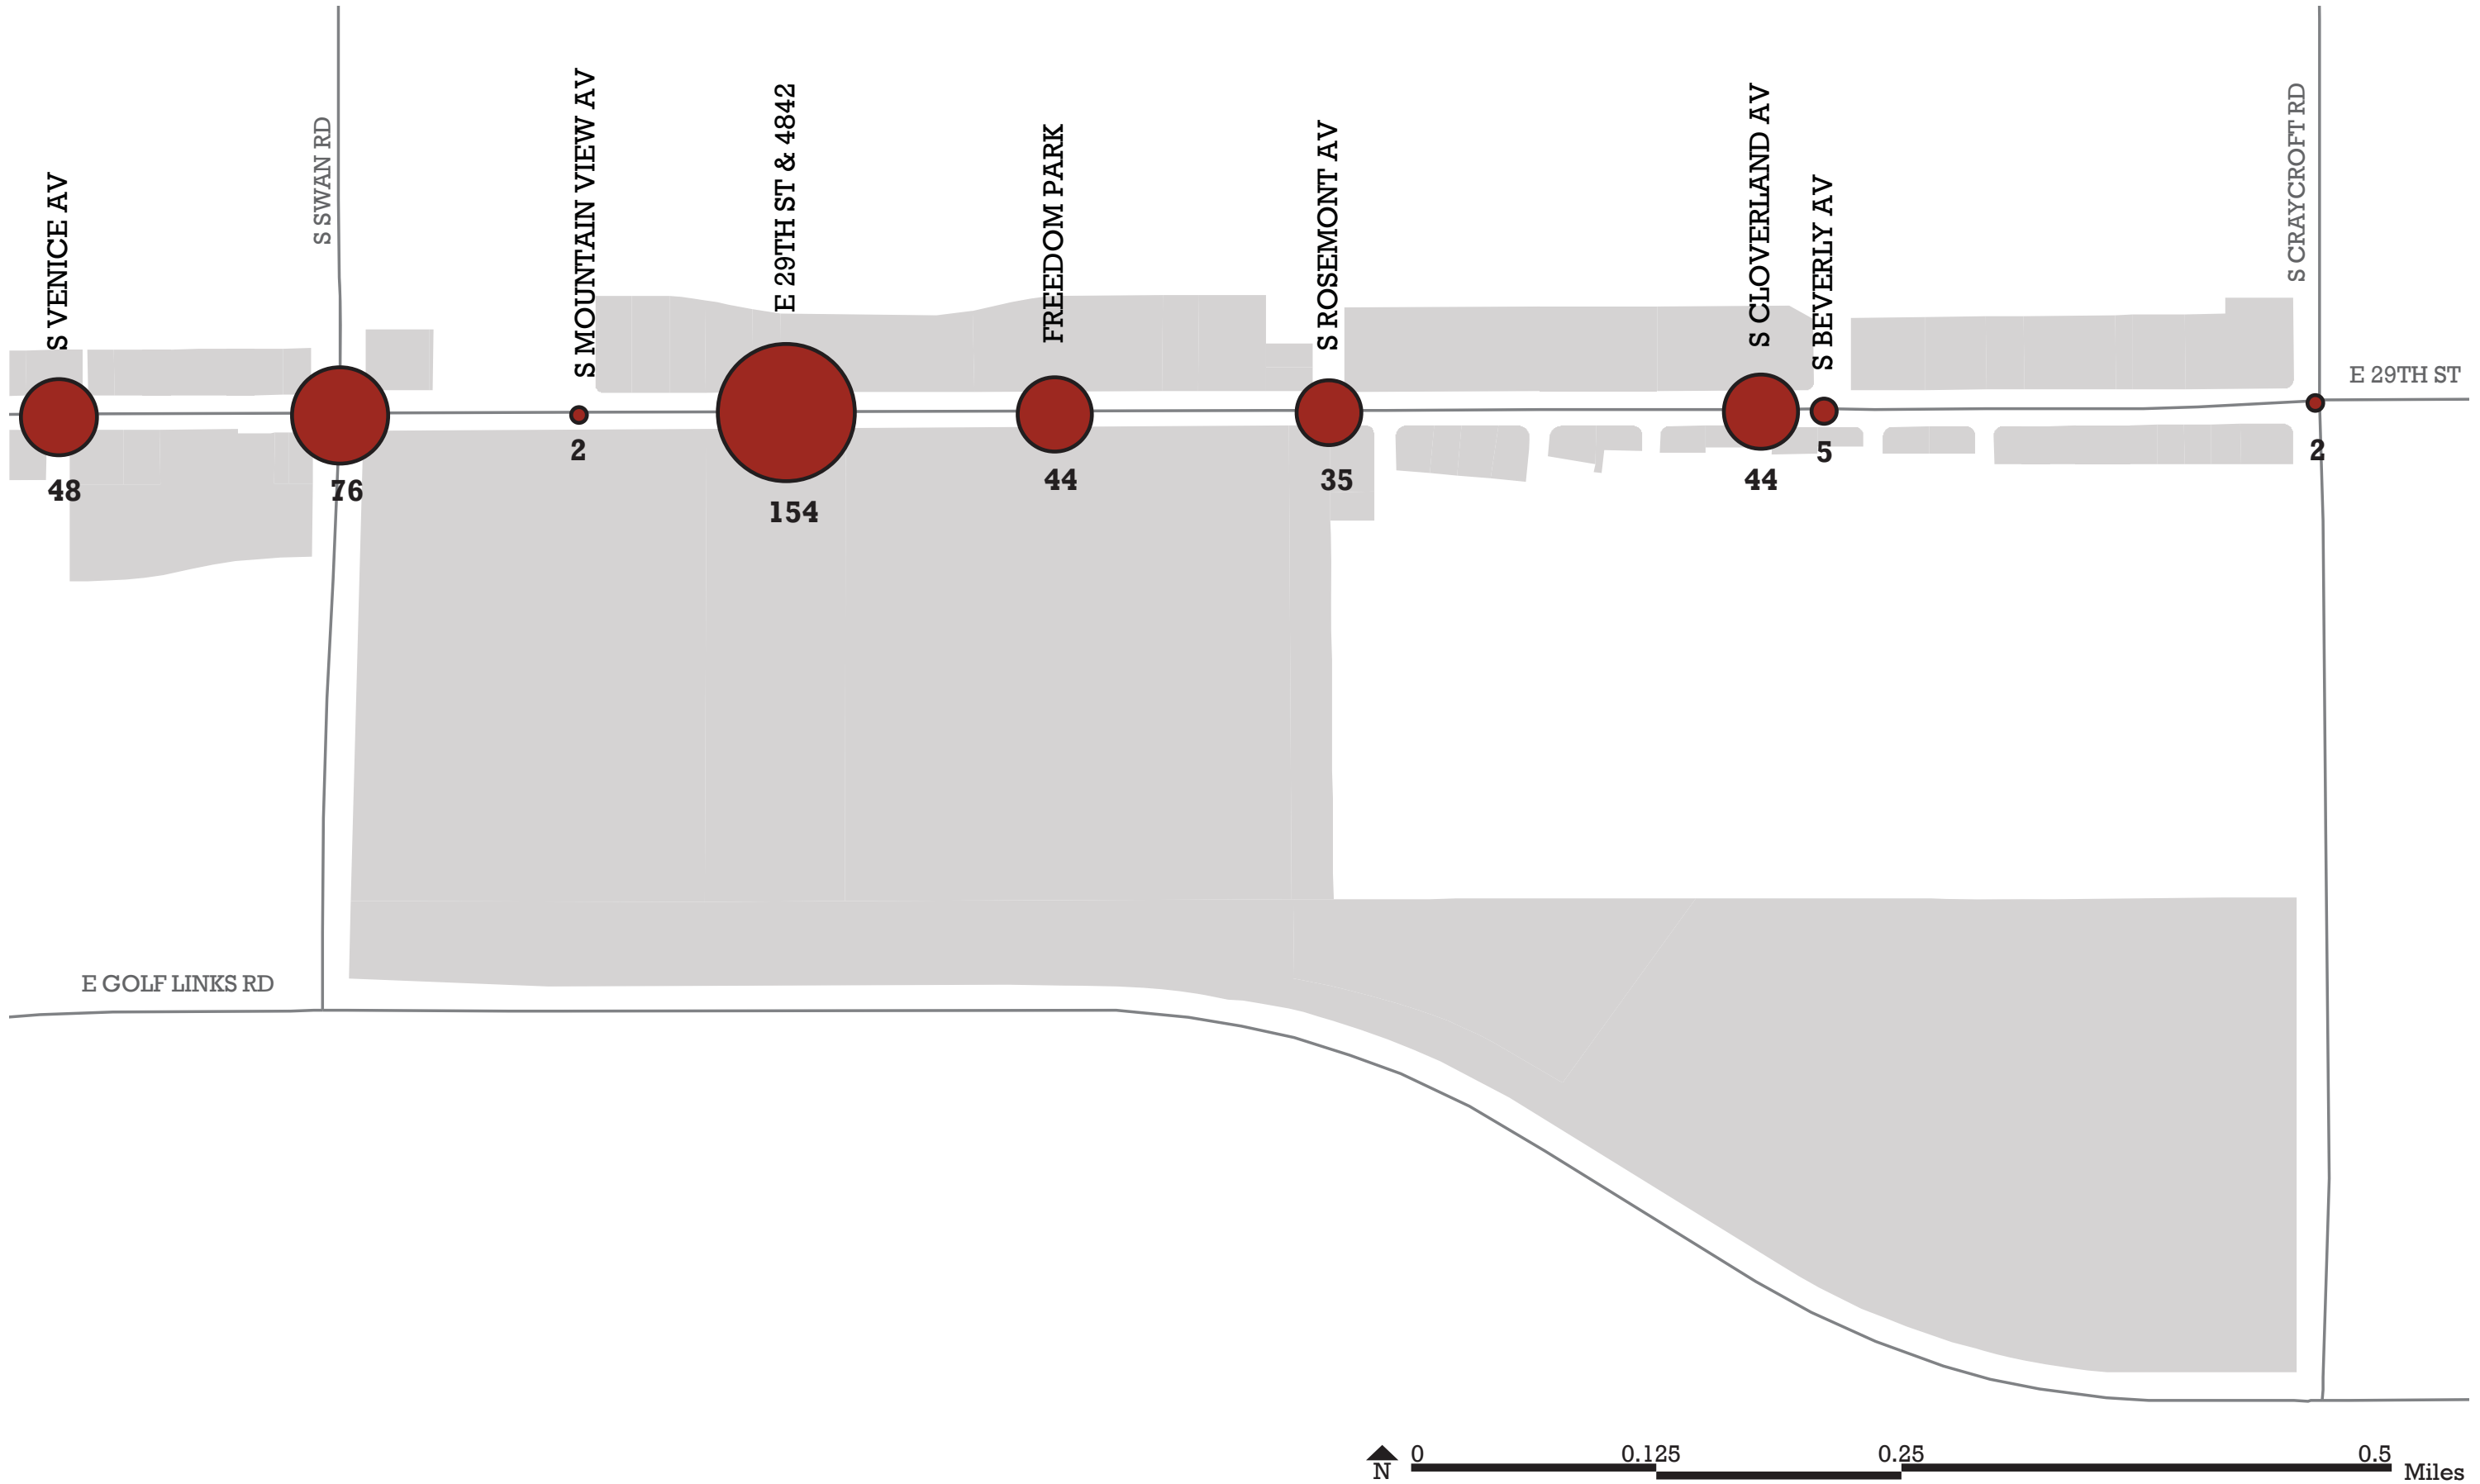 S VENICE AV
S SWAN RD
S MOUNTAIN VIEW AV
E 29TH ST & 4842
FREEDOM PARK
S ROSEMONT AV
S CLOVERLAND AV
S BEVERLY AV
S CRAYCROFT RD
E 29TH ST
48
76
2
154
44
35
44
5
2
E GOLF LINKS RD
N
0
0.125
0.25
0.5
Miles